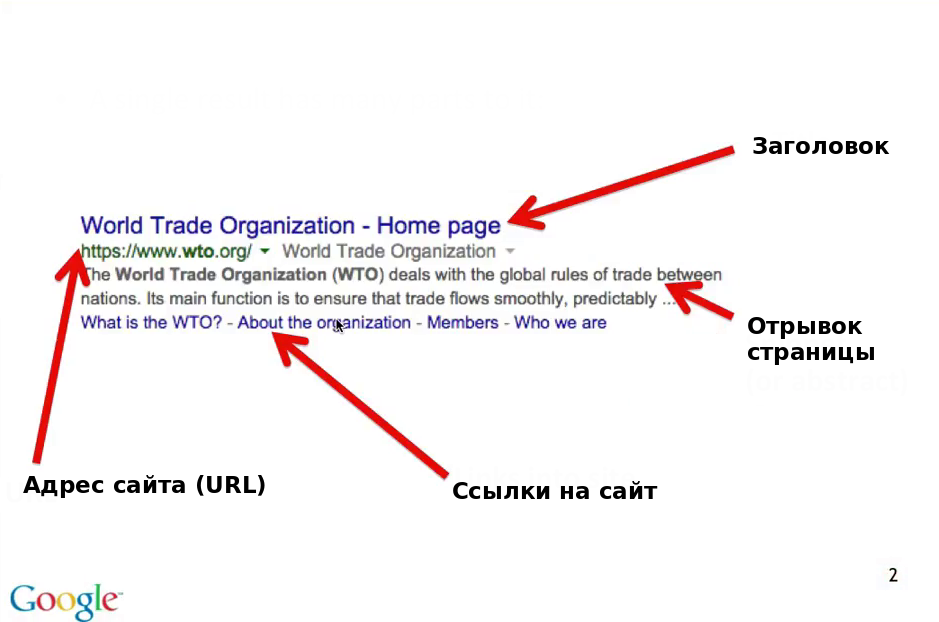 Заголовок
World Trade Organization - Home page
https://www.wto.org/ World Trade Organization
The World Trade Organization (WTO) deals with the global rules of trade between
nations. Its main function is to ensure that trade flows smoothly, predictably ...
What is the WTO? - About the organization - Members - Who we are
Отрывок
страницы
Адрес сайта (URL)
Ссылки на сайт
2
Google